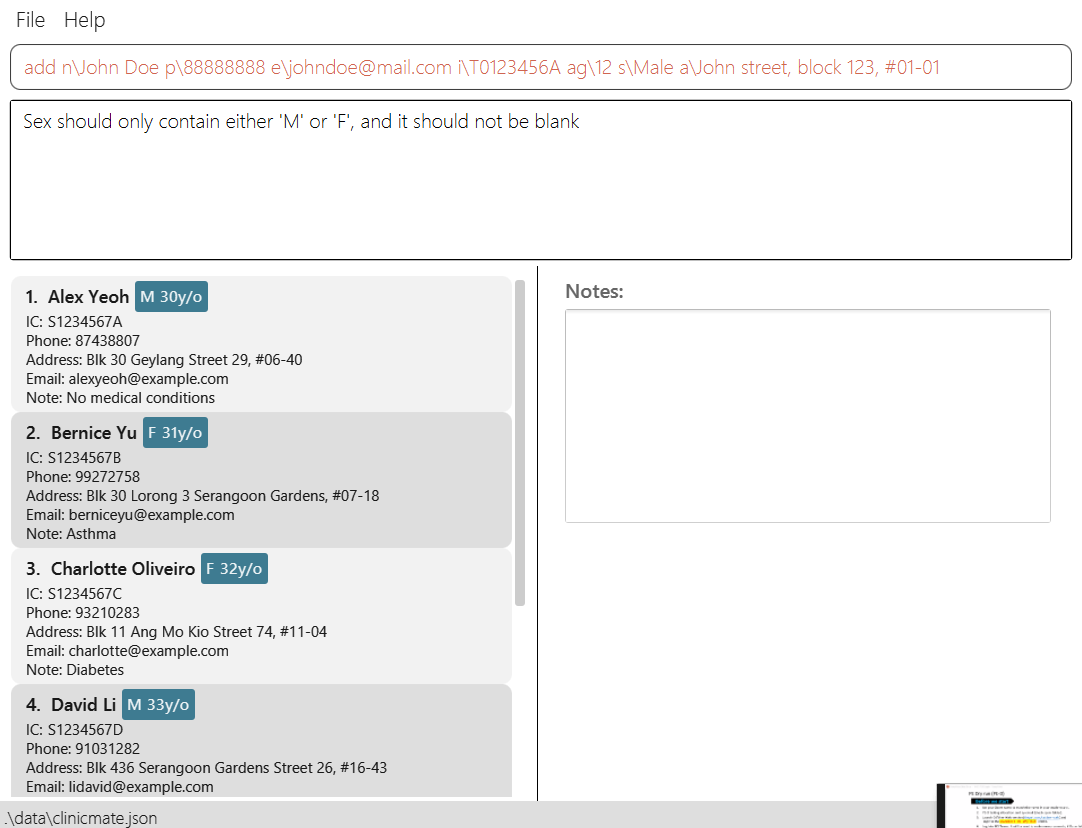 File Help
add n\John Doe p\88888888 e\johndoe@mail.com i\T0123456A ag\12 s\Male a\John street, block 123, #01-01
Sex should only contain either 'M' or 'F', and it should not be blank
1. Alex Yeoh M 30y/o
IC: S1234567A
Phone: 87438807
Address: Blk 30 Geylang Street 29, #06-40
Email: alexyeoh@example.com
Note: No medical conditions
2. Bernice Yu F 31y/o
IC: S1234567B
Phone: 99272758
Address: Blk 30 Lorong 3 Serangoon Gardens, #07-18
Email: berniceyu@example.com
Note: Asthma
3. Charlotte Oliveiro F 32y/o
IC: S1234567C
Phone: 93210283
Address: Blk 11 Ang Mo Kio Street 74, #11-04
Email: charlotte@example.com
Note: Diabetes
4. David Li M 33y/o
IC: S1234567D
Phone: 91031282
Address: Blk 436 Serangoon Gardens Street 26, #16-43
Email: lidavid@example.com
Notes:
.\data\clinicmate.json